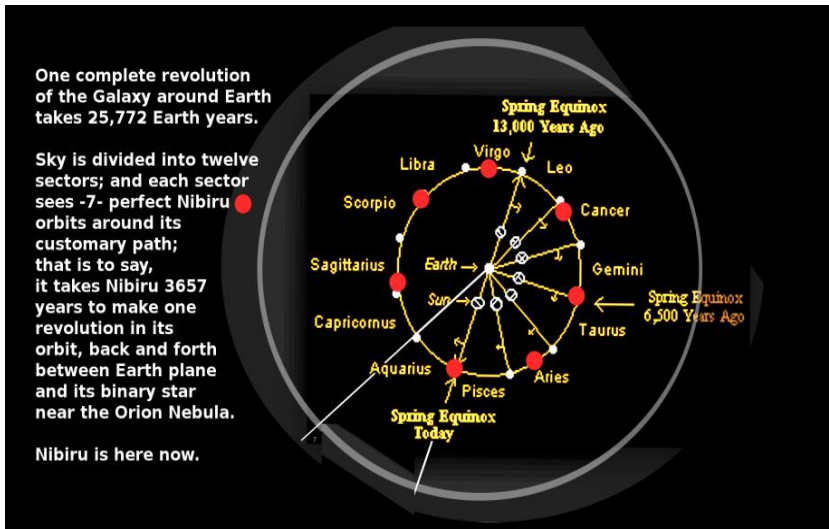 One complete revolution
of the Galaxy around Earth
takes 25,772 Earth years.
Sky is divided into twelve
sectors; and each sector
sees -7- perfect Nibiru
orbits around its
customary path;
that is to say,
it takes Nibiru 3657
years to make one
revolution in its
orbit, back and forth
between Earth plane
and its binary star
near the Orion Nebula.
Nibiru is here now.
Spring Equinox
13,000 Years Ago
Virgo
Leo
Libra
Cancer
Scorpio
Gemini
Sagittarius
Earth
Sun
Spring Equinox
6,500 Years Ago
Capricornus
Taurus
Aquarius
Aries
Pisces
Spring Equinox
Today